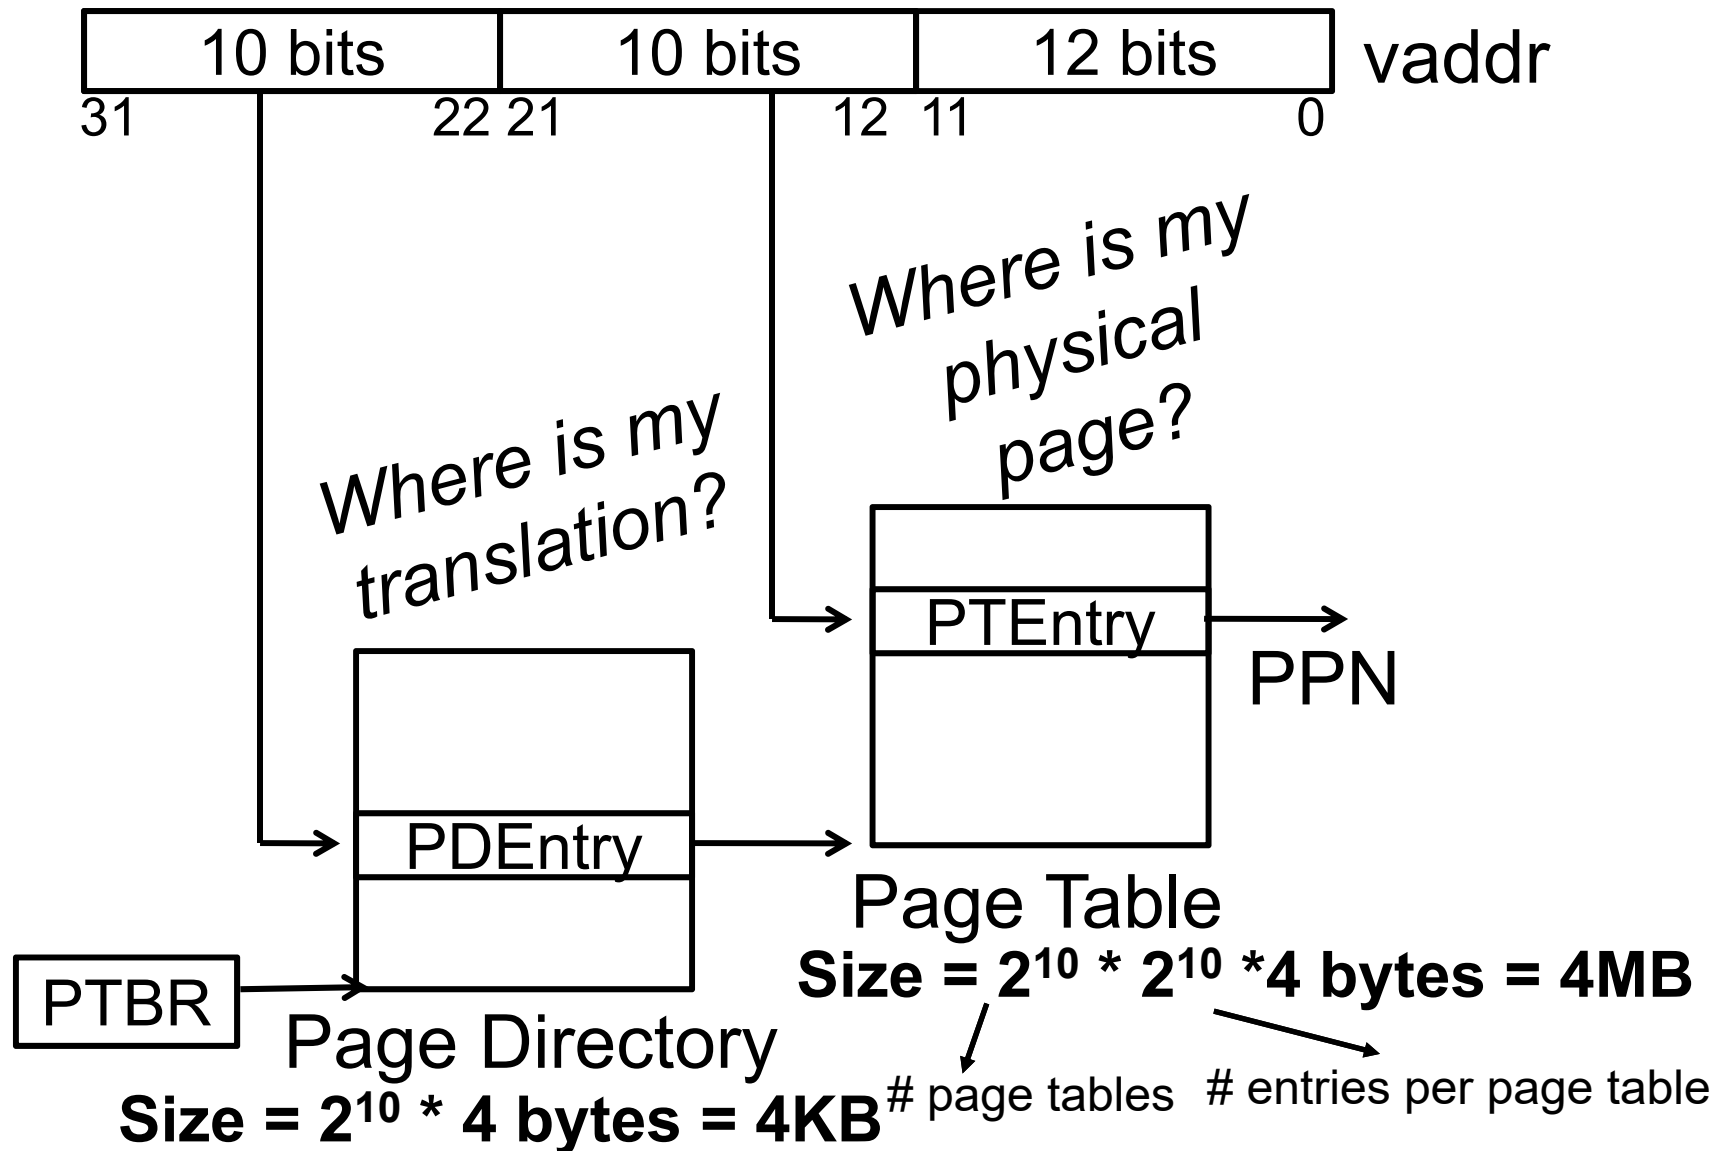 10 bits 10 bits 12 bits vaddr
31 22 21 12 11 0
Where is my
physical
page?
Where is my
translation?
PTEntry
PPN
PDEntry
Page Table
Size = 2¹⁰ * 2¹⁰ *4 bytes = 4MB
PTBR
Page Directory
# page tables # entries per page table
Size = 2¹⁰ * 4 bytes = 4KB